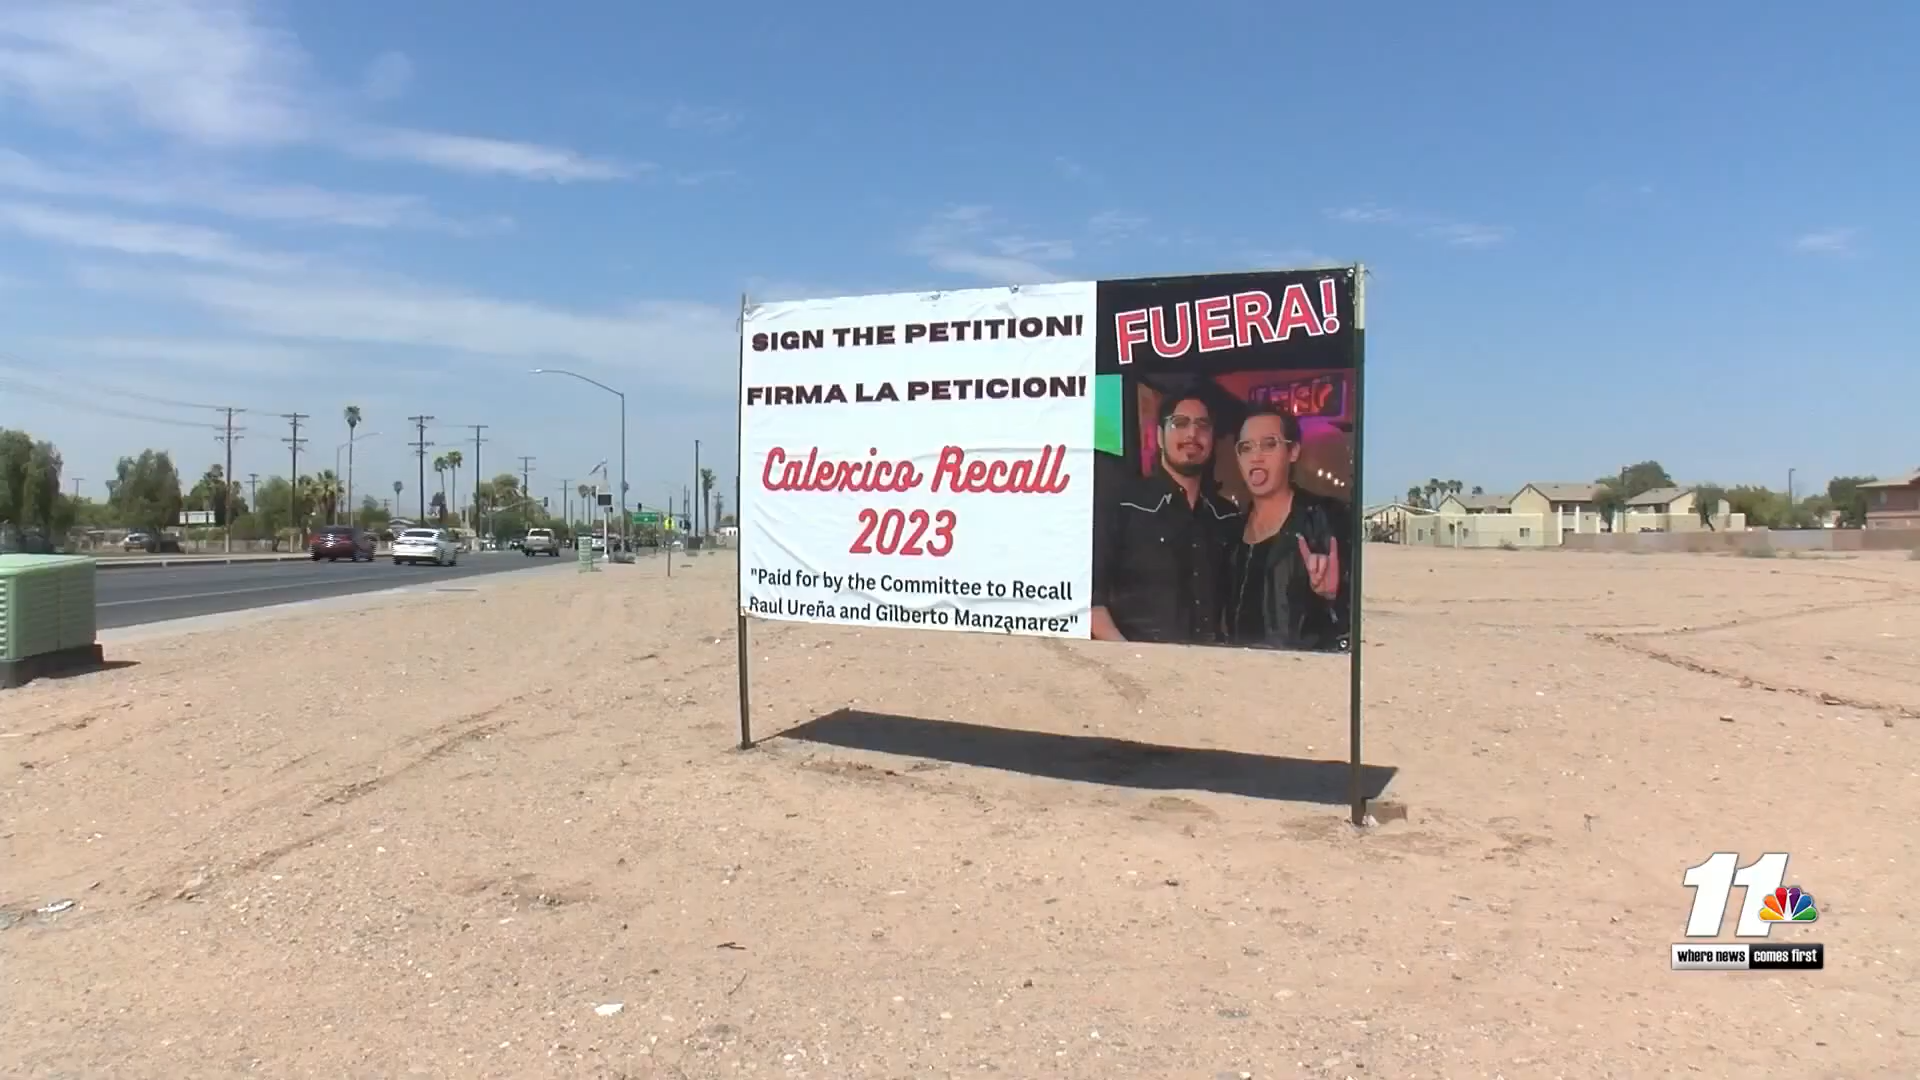 SIGN THE PETITION!
FIRMA LA PETICION!
Calexico Recall
2023
"Paid for by the Committee to Recall
Raul Ureña and Gilberto Manzanarez"
FUERA!
11
where news comes first